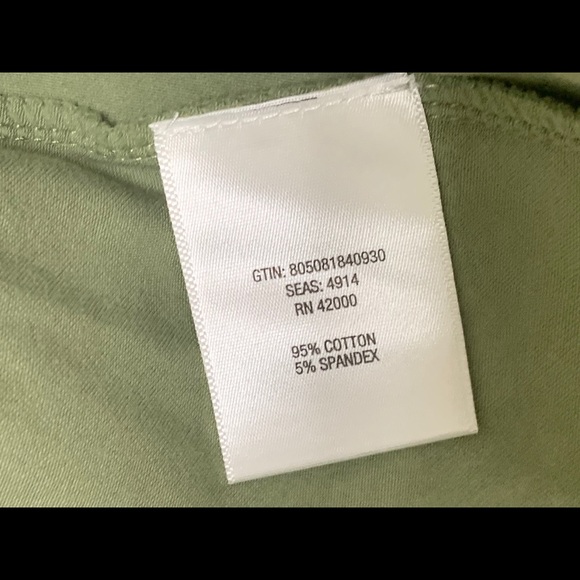 GTIN: 805081840930
SEAS: 4914
RN 42000
95% COTTON
5% SPANDEX